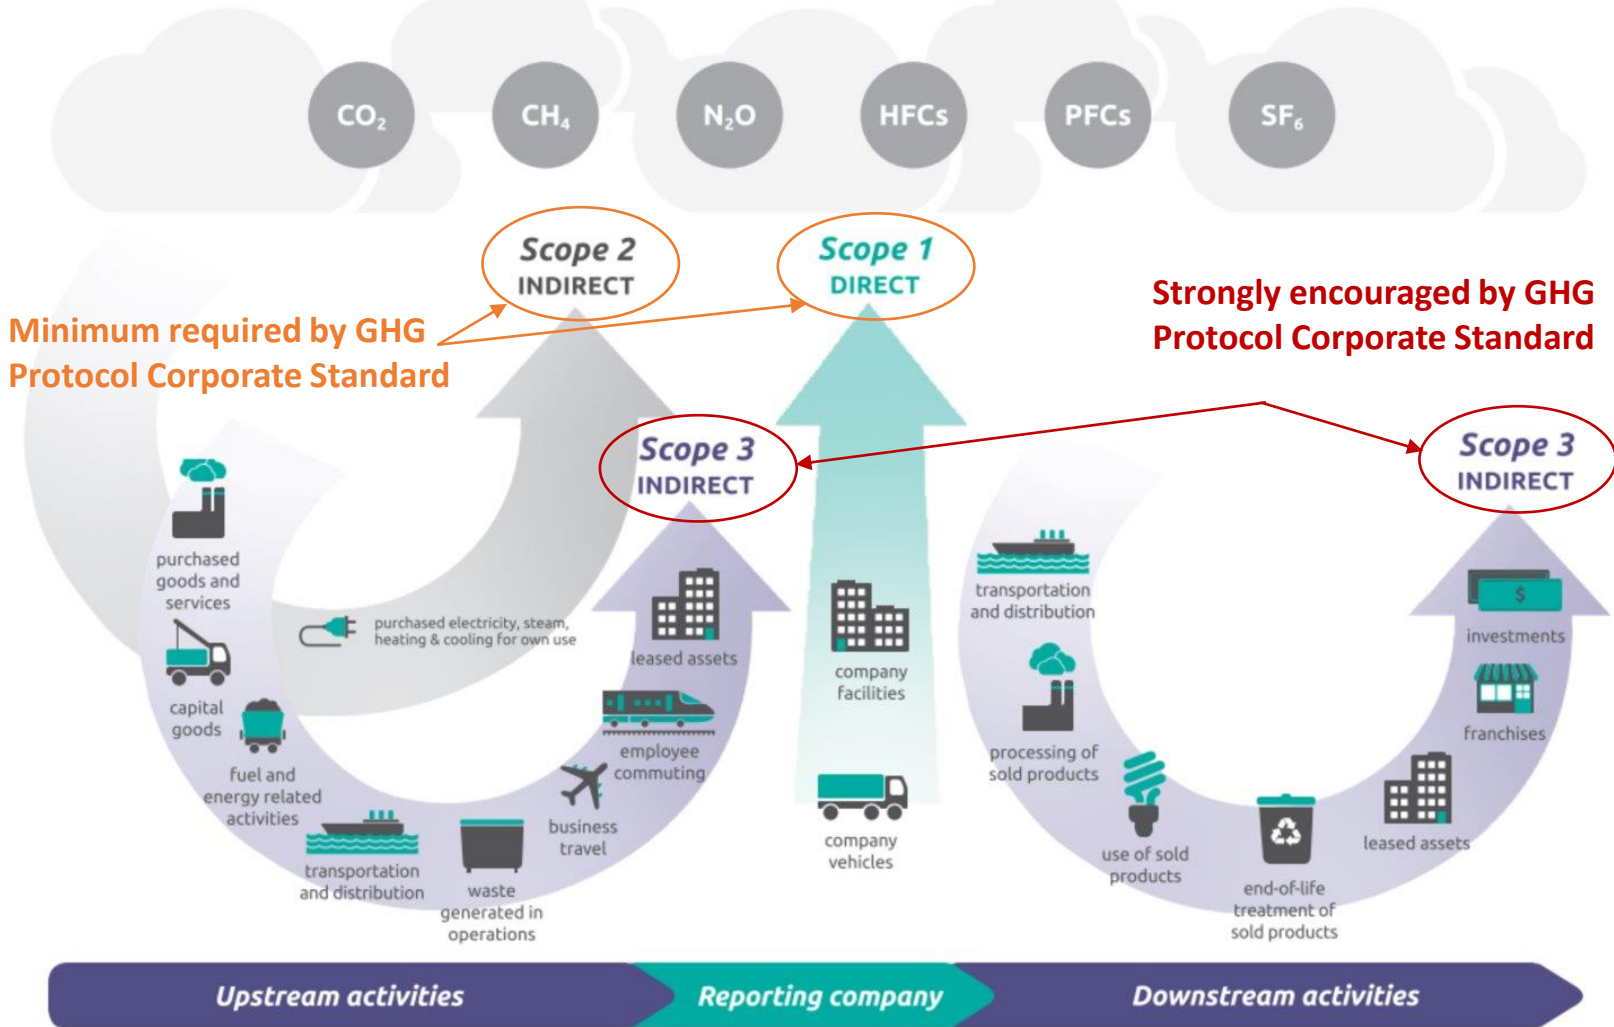 CO₂
CH₄
N₂O
HFCs
PFCs
SF₆
Scope 2
INDIRECT
Scope 1
DIRECT
Minimum required by GHG
Protocol Corporate Standard
Strongly encouraged by GHG
Protocol Corporate Standard
Scope 3
INDIRECT
Scope 3
INDIRECT
purchased
goods and
services
purchased electricity, steam,
heating & cooling for own use
capital
goods
fuel and
energy related
activities
transportation
and distribution
waste
generated in
operations
business
travel
employee
commuting
leased assets
company
facilities
company
vehicles
transportation
and distribution
processing of
sold products
use of sold
products
end-of-life
treatment of
sold products
leased assets
franchises
$
investments
Upstream activities
Reporting company
Downstream activities